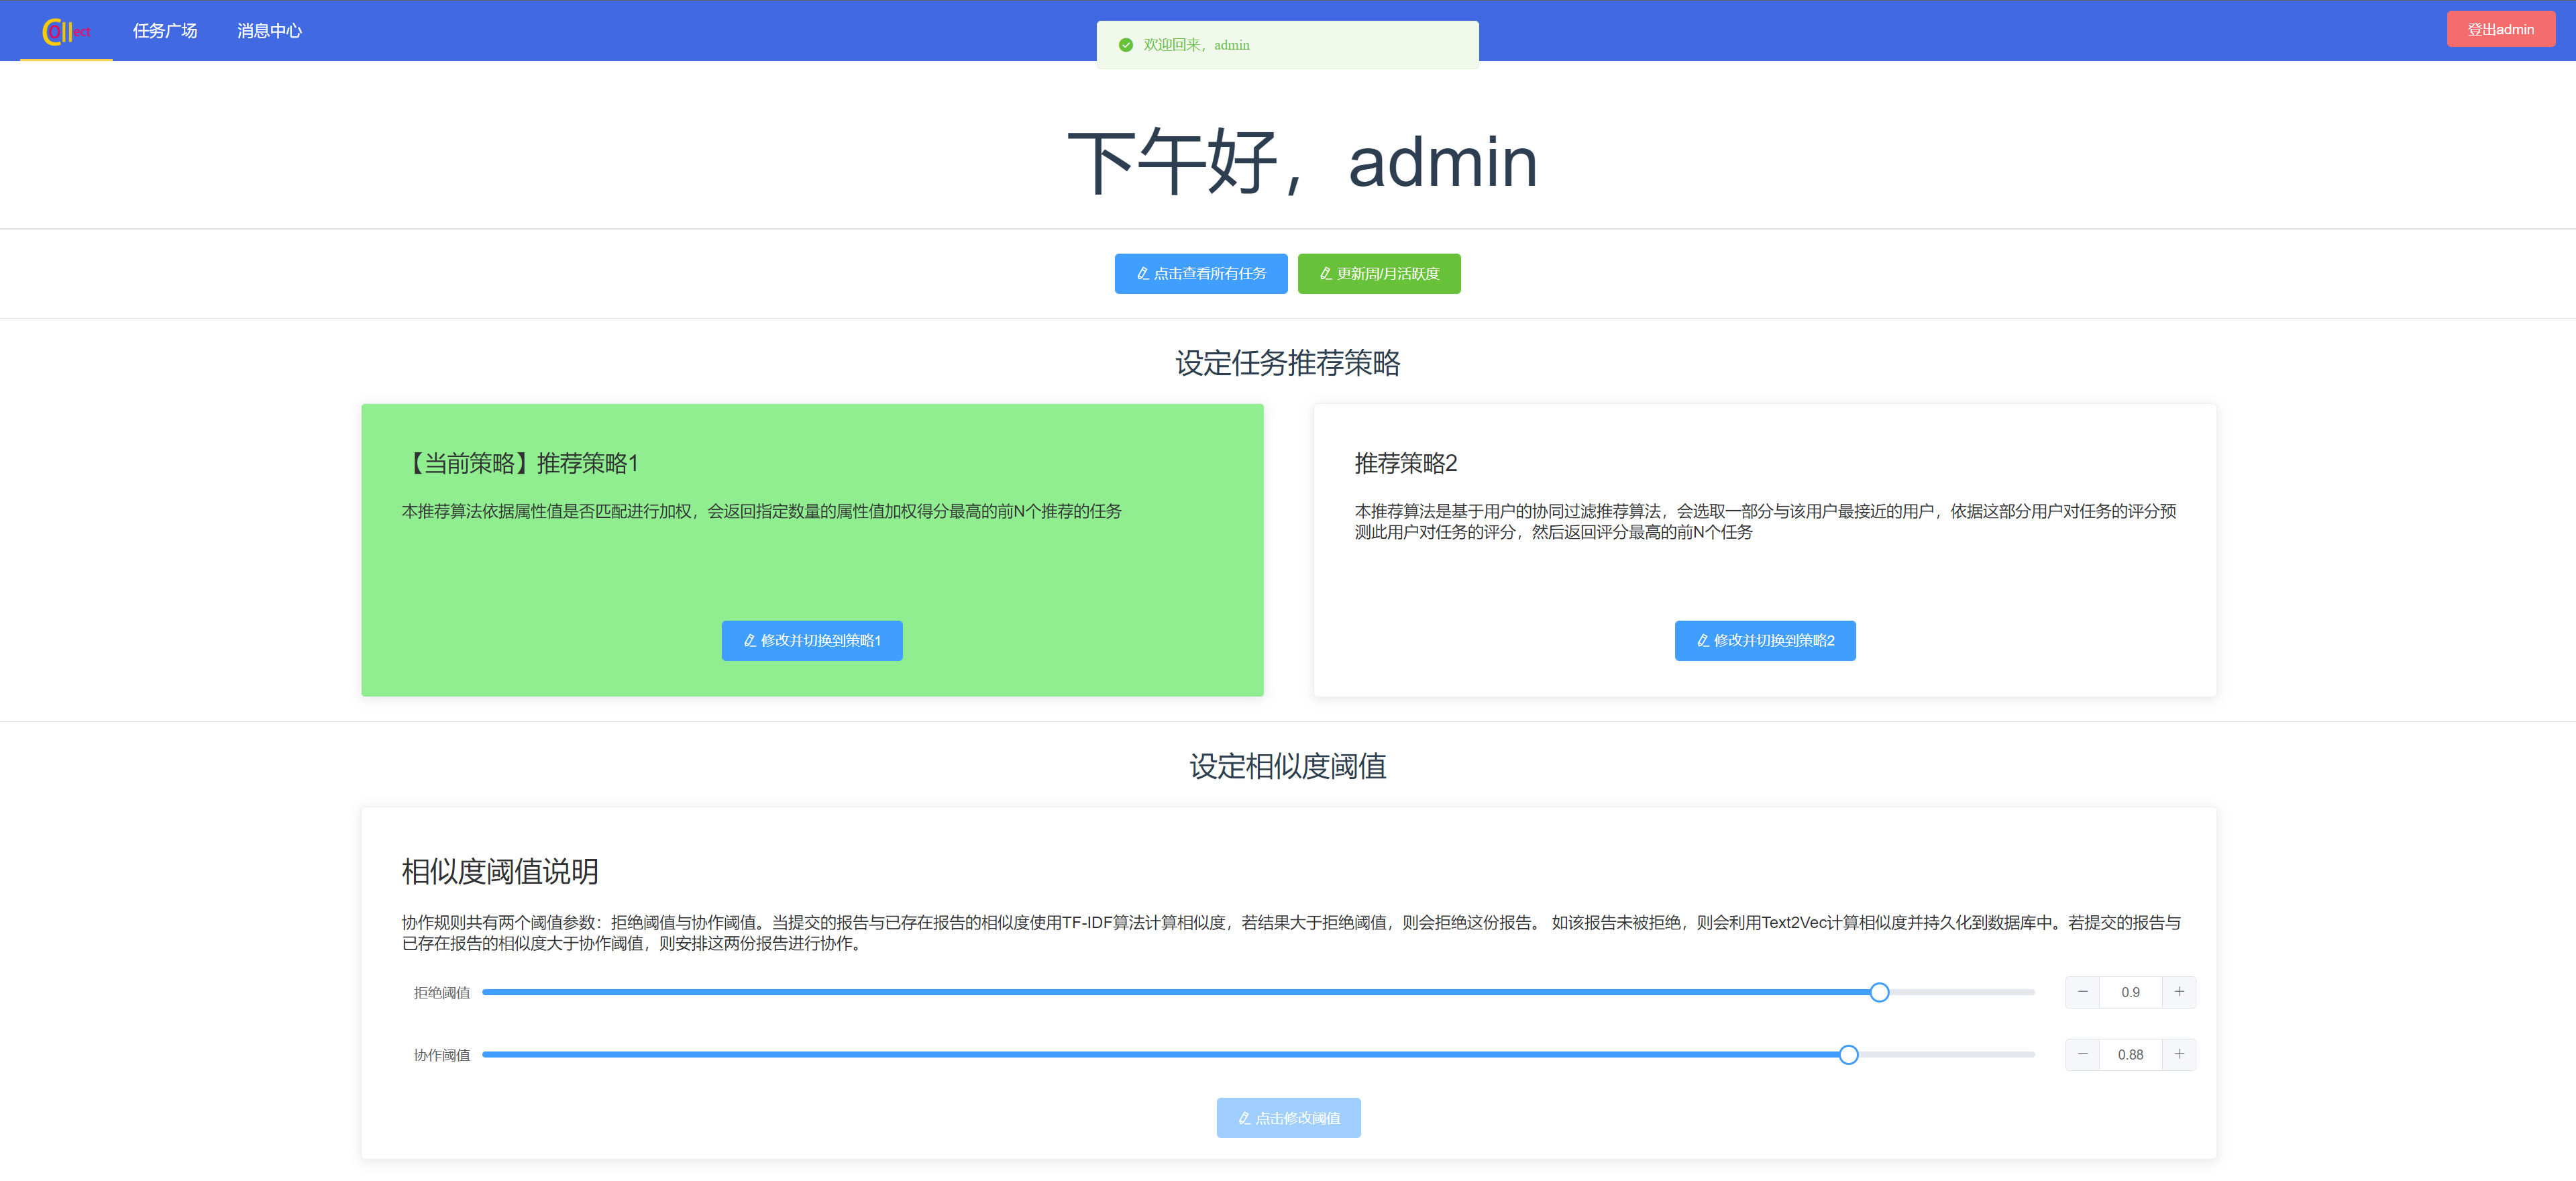 Collect
任务广场
消息中心
欢迎回来，admin
登出admin
下午好，admin
点击查看所有任务
更新周/月活跃度
设定任务推荐策略
【当前策略】推荐策略1
本推荐算法依据属性值是否匹配进行加权，会返回指定数量的属性值加权得分最高的前N个推荐的任务
修改并切换到策略1
推荐策略2
本推荐算法是基于用户的协同过滤推荐算法，会选取一部分与该用户最接近的用户，依据这部分用户对任务的评分预
测此用户对任务的评分，然后返回评分最高的前N个任务
修改并切换到策略2
设定相似度阈值
相似度阈值说明
协作规则共有两个阈值参数：拒绝阈值与协作阈值。当提交的报告与已存在报告的相似度使用TF-IDF算法计算相似度，若结果大于拒绝阈值，则会拒绝这份报告。 如该报告未被拒绝，则会利用Text2Vec计算相似度并持久化到数据库中。若提交的报告与
已存在报告的相似度大于协作阈值，则安排这两份报告进行协作。
拒绝阈值
0.9
协作阈值
0.88
点击修改阈值